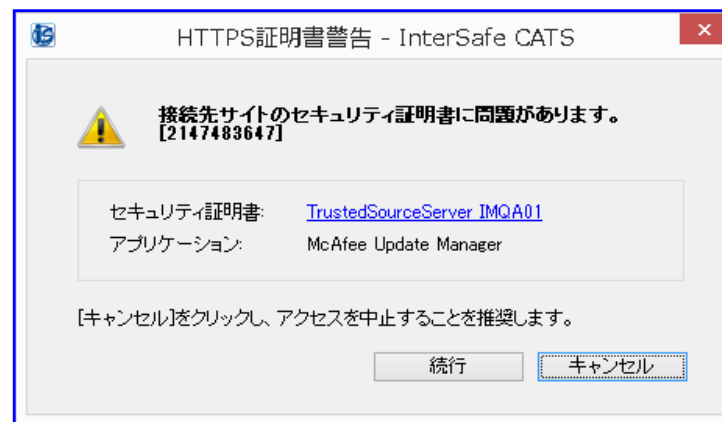 HTTPS証明書警告 - InterSafe CATS
接続先サイトのセキュリティ証明書に問題があります。
[2147483647]
セキュリティ証明書: TrustedSourceServer IMQA01
アプリケーション: McAfee Update Manager
[キャンセル]をクリックし、アクセスを中止することを推奨します。
続行 キャンセル